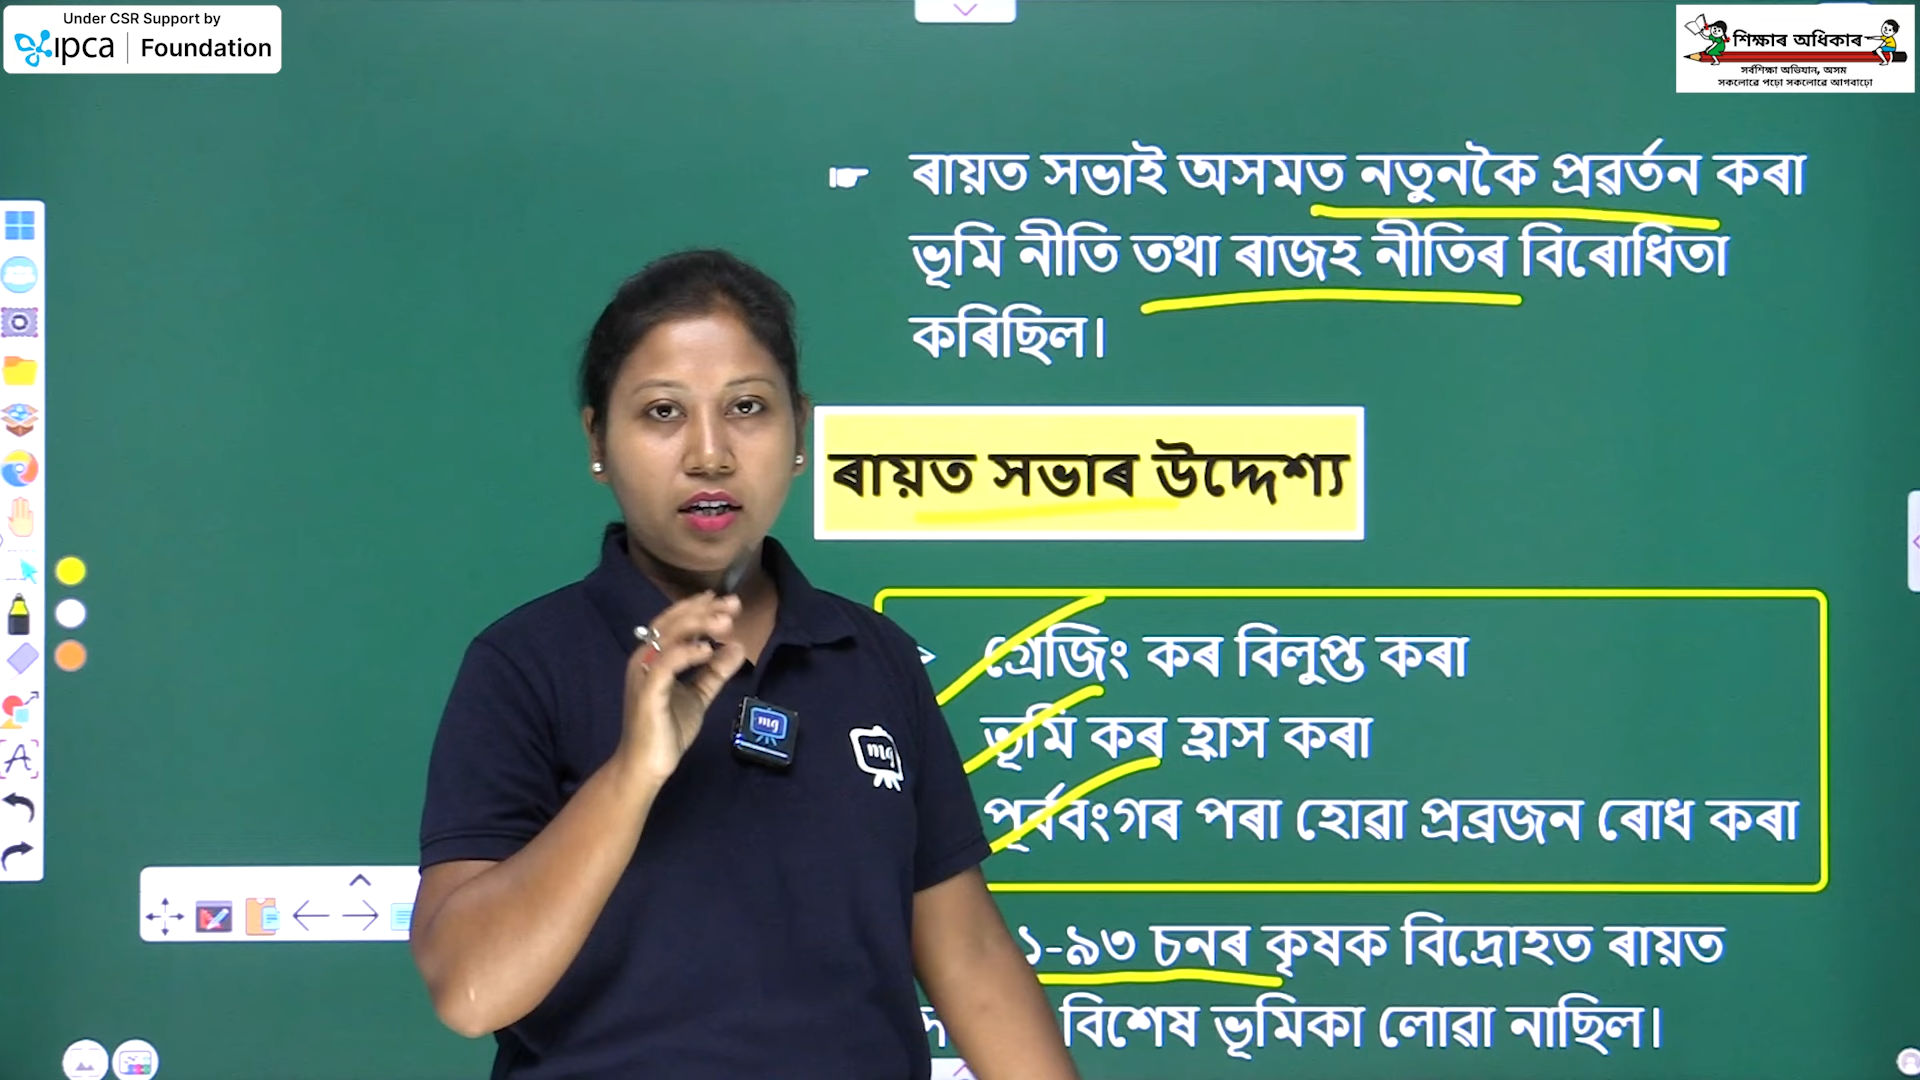 Under CSR Support by
ipca Foundation
শিক্ষাৰ অধিকাৰ
সৰ্বশিক্ষা অভিযান, অসম
সকলোৱে পঢ়ো সকলোৱে আগবাঢ়ো
ৰায়ত সভাই অসমত নতুনকৈ প্ৰৱৰ্তন কৰা
ভূমি নীতি তথা ৰাজহ নীতিৰ বিৰোধিতা
কৰিছিল।
ৰায়ত সভাৰ উদ্দেশ্য
গ্ৰেজিং কৰ বিলুপ্ত কৰা
ভূমি কৰ হ্ৰাস কৰা
পূৰ্ববংগৰ পৰা হোৱা প্ৰব্ৰজন ৰোধ কৰা
১-৯৩ চনৰ কৃষক বিদ্ৰোহত ৰায়ত
বিশেষ ভূমিকা লোৱা নাছিল।
mq
mq